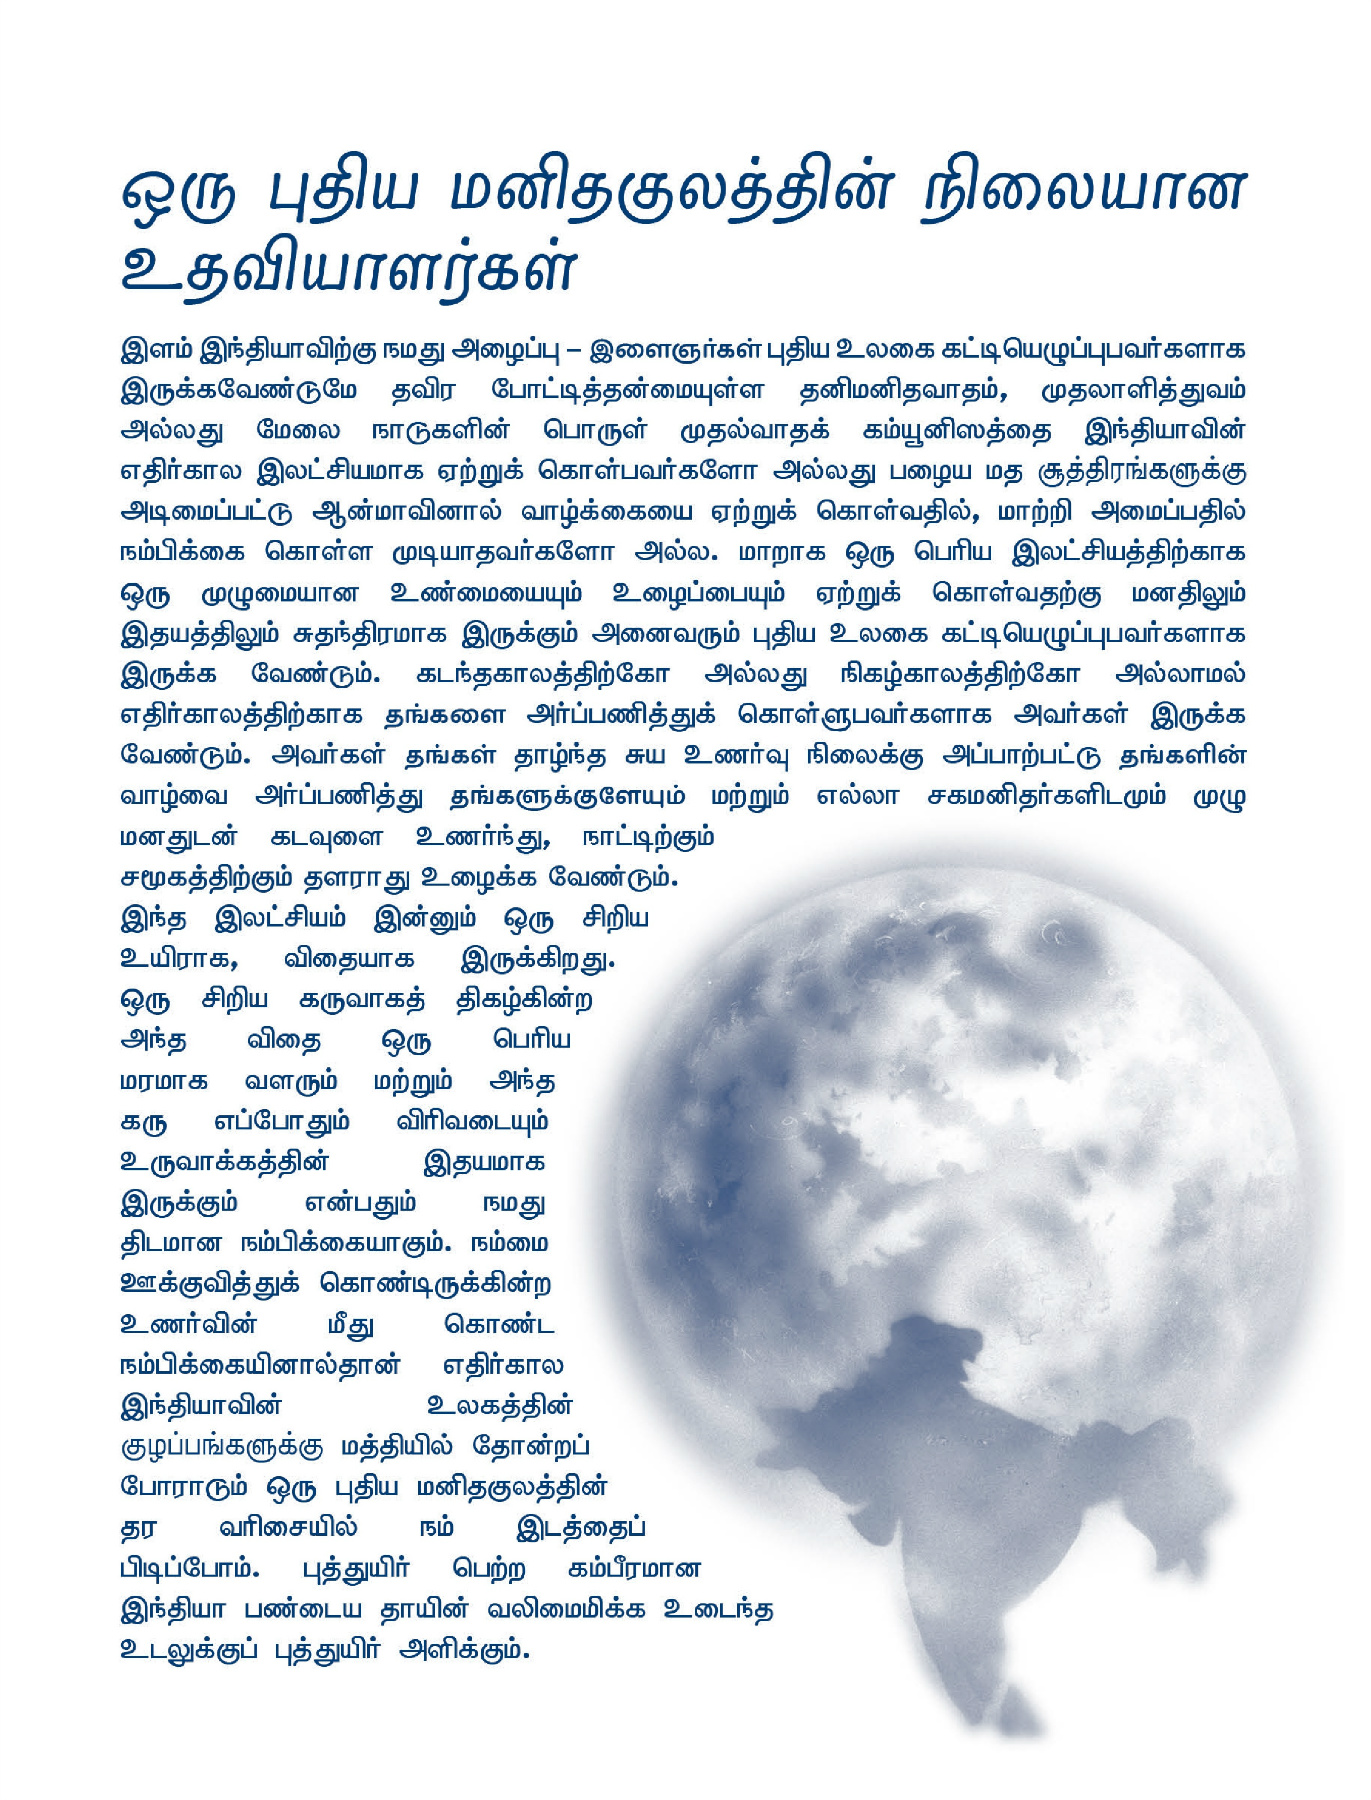 ஒரு புதிய மனிதகுலத்தின் நிலையான
உதவியாளர்கள்
இளம் இந்தியாவிற்கு நமது அழைப்பு – இளைஞர்கள் புதிய உலகை கட்டியெழுப்புபவர்களாக
இருக்கவேண்டுமே தவிர போட்டித்தன்மையுள்ள தனிமனிதவாதம், முதலாளித்துவம்
அல்லது மேலை நாடுகளின் பொருள் முதல்வாதக் கம்யூனிஸத்தை இந்தியாவின்
எதிர்கால இலட்சியமாக ஏற்றுக் கொள்பவர்களோ அல்லது பழைய மத சூத்திரங்களுக்கு
அடிமைப்பட்டு ஆன்மாவினால் வாழ்க்கையை ஏற்றுக் கொள்வதில், மாற்றி அமைப்பதில்
நம்பிக்கை கொள்ள முடியாதவர்களோ அல்ல. மாறாக ஒரு பெரிய இலட்சியத்திற்காக
ஒரு முழுமையான உண்மையையும் உழைப்பையும் ஏற்றுக் கொள்வதற்கு மனதிலும்
இதயத்திலும் சுதந்திரமாக இருக்கும் அனைவரும் புதிய உலகை கட்டியெழுப்புபவர்களாக
இருக்க வேண்டும். கடந்தகாலத்திற்கோ அல்லது நிகழ்காலத்திற்கோ அல்லாமல்
எதிர்காலத்திற்காக தங்களை அர்ப்பணித்துக் கொள்ளுபவர்களாக அவர்கள் இருக்க
வேண்டும். அவர்கள் தங்கள் தாழ்ந்த சுய உணர்வு நிலைக்கு அப்பாற்பட்டு தங்களின்
வாழ்வை அர்ப்பணித்து தங்களுக்குளேயும் மற்றும் எல்லா சகமனிதர்களிடமும் முழு
மனதுடன் கடவுளை உணர்ந்து, நாட்டிற்கும்
சமூகத்திற்கும் தளராது உழைக்க வேண்டும்.
இந்த இலட்சியம் இன்னும் ஒரு சிறிய
உயிராக, விதையாக இருக்கிறது.
ஒரு சிறிய கருவாகத் திகழ்கின்ற
அந்த விதை ஒரு பெரிய
மரமாக வளரும் மற்றும் அந்த
கரு எப்போதும் விரிவடையும்
உருவாக்கத்தின் இதயமாக
இருக்கும் என்பதும் நமது
திடமான நம்பிக்கையாகும். நம்மை
ஊக்குவித்துக் கொண்டிருக்கின்ற
உணர்வின் மீது கொண்ட
நம்பிக்கையினால்தான் எதிர்கால
இந்தியாவின் உலகத்தின்
குழப்பங்களுக்கு மத்தியில் தோன்றப்
போராடும் ஒரு புதிய மனிதகுலத்தின்
தர வரிசையில் நம் இடத்தைப்
பிடிப்போம். புத்துயிர் பெற்ற கம்பீரமான
இந்தியா பண்டைய தாயின் வலிமைமிக்க உடைந்த
உடலுக்குப் புத்துயிர் அளிக்கும்.